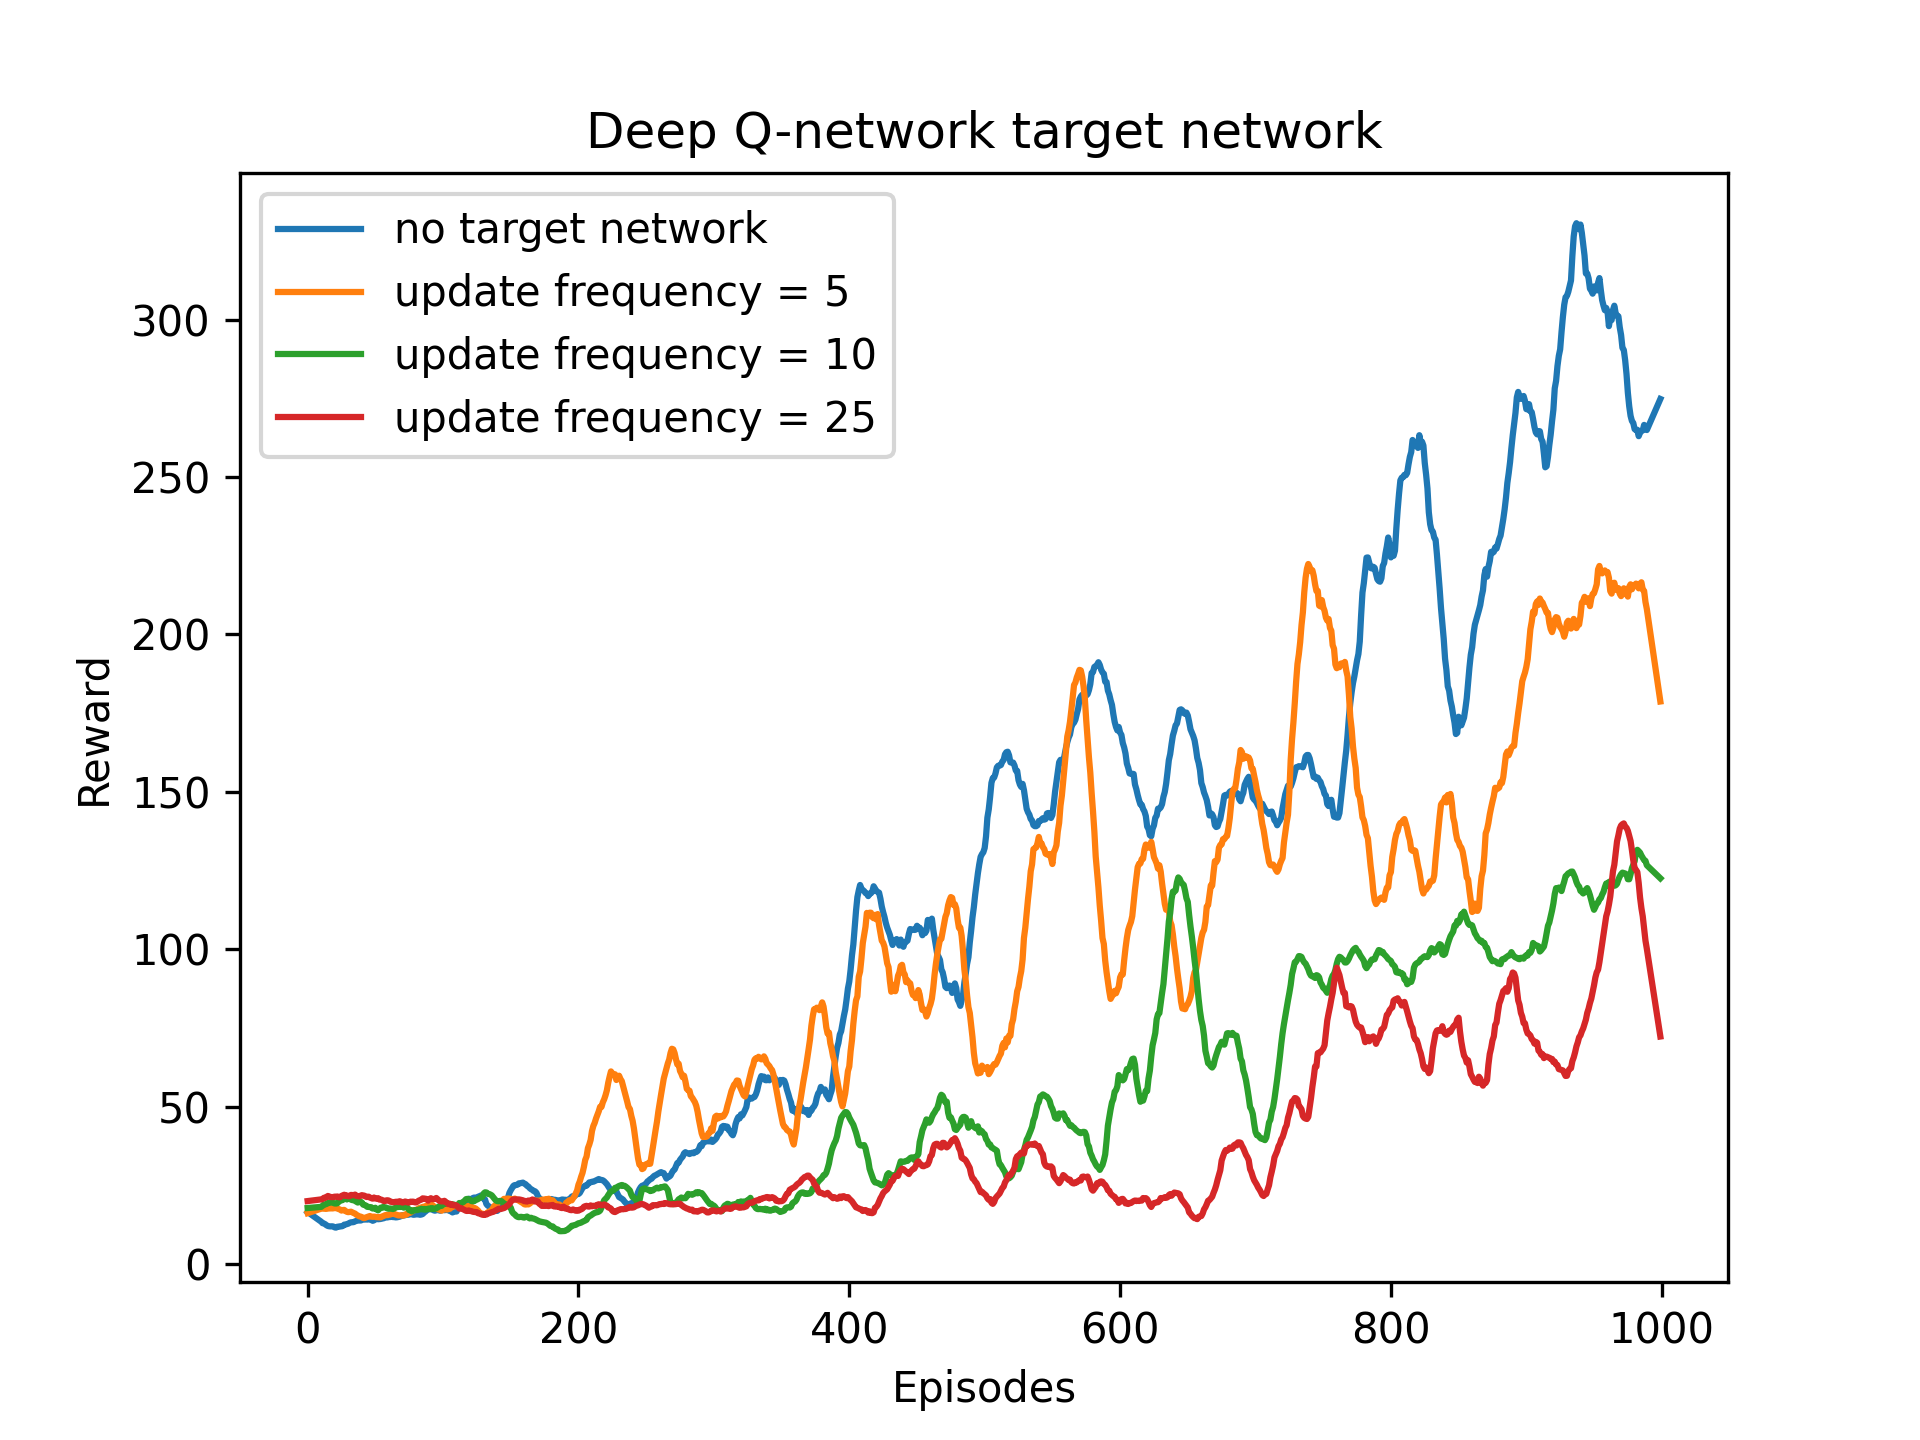 Deep Q-network target network
no target network
update frequency = 5
update frequency = 10
update frequency = 25
Reward
300
250
200
150
100
50
0
0 200 400 600 800 1000
Episodes